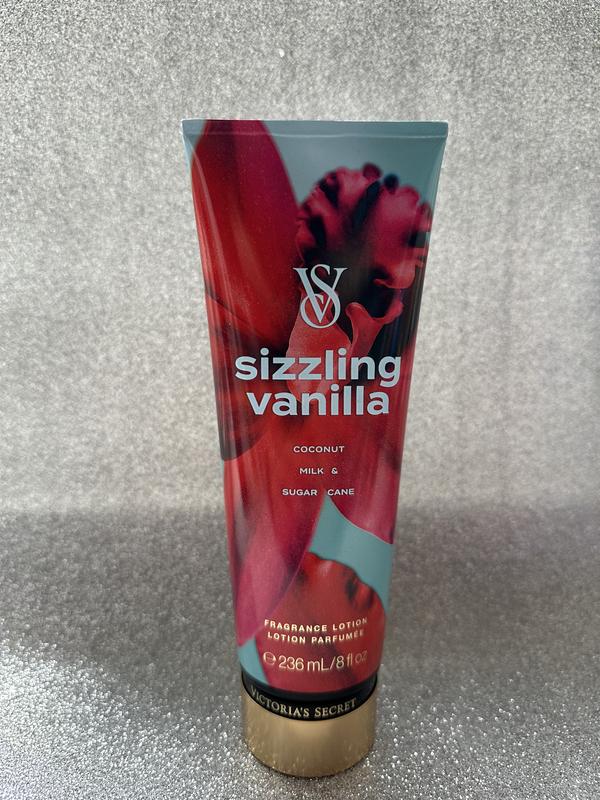 VS
sizzling
vanilla
COCONUT
MILK &
SUGAR CANE
FRAGRANCE LOTION
LOTION PARFUMÉE
℮ 236 mL/8 fl oz
VICTORIA'S SECRET